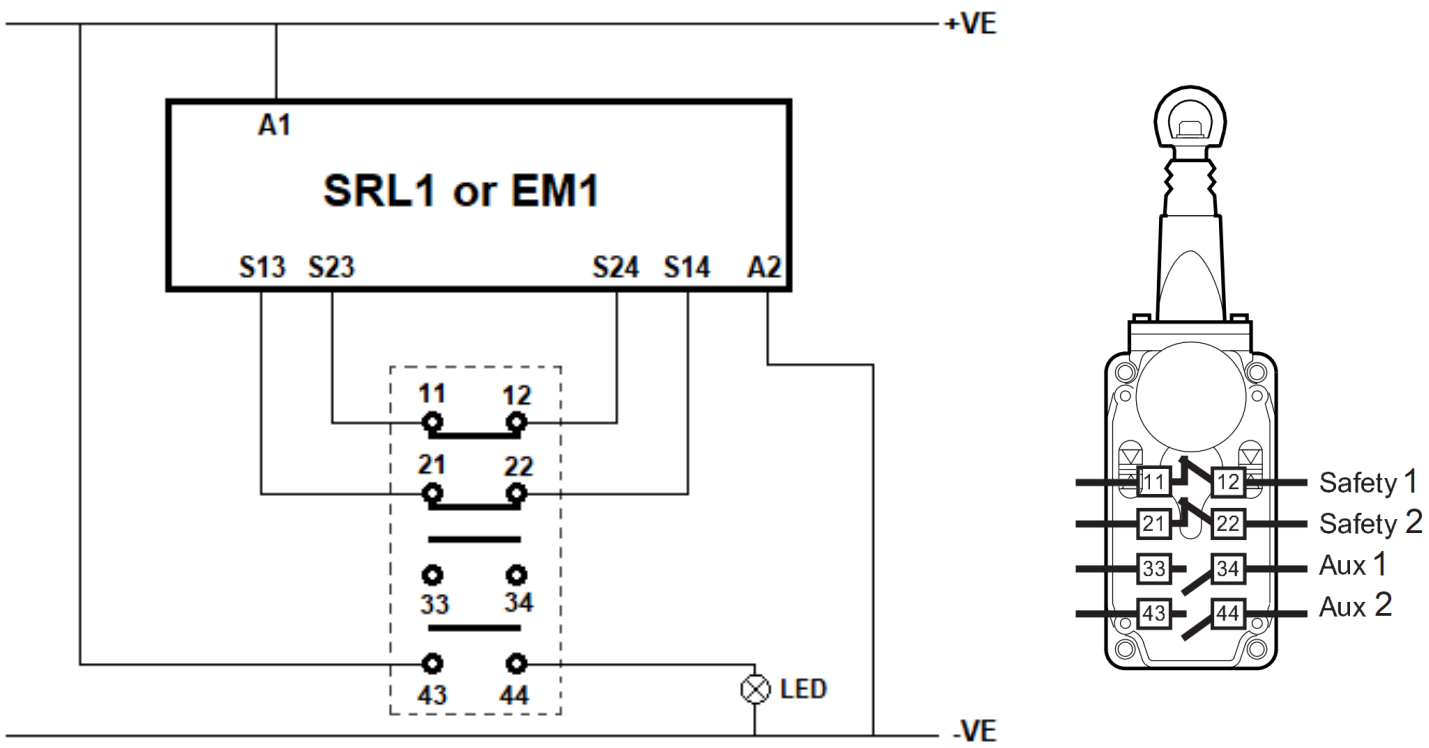 +VE
A1
SRL1 or EM1
S13 S23 S24 S14 A2
11 12
21 22
33 34
43 44
LED
-VE
11 12 Safety 1
21 22 Safety 2
33 34 Aux 1
43 44 Aux 2